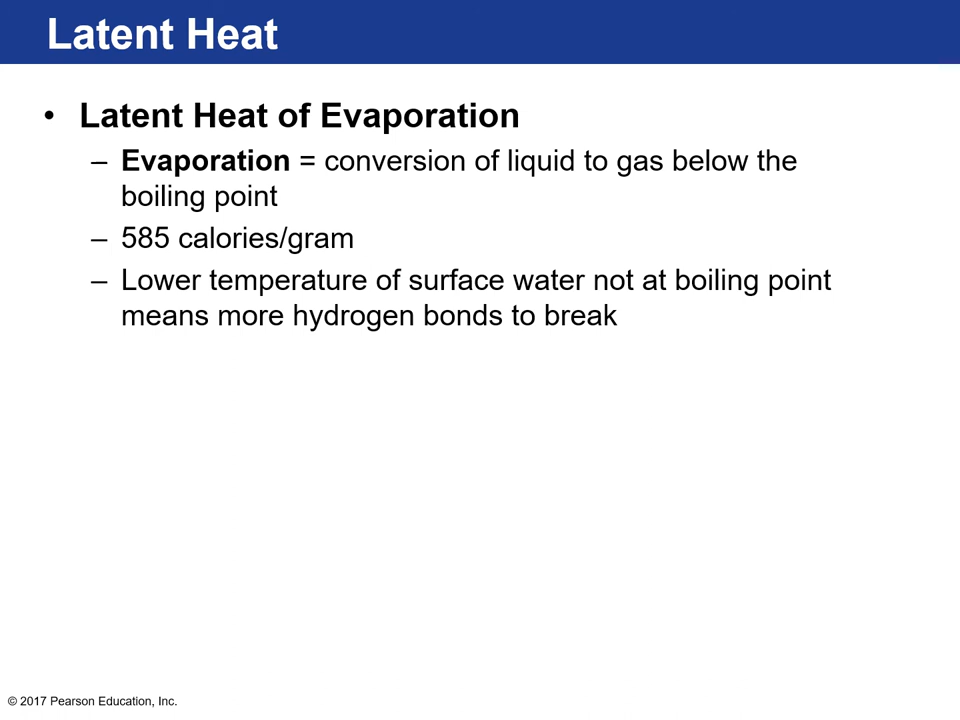 Latent Heat
• Latent Heat of Evaporation
– Evaporation = conversion of liquid to gas below the
boiling point
– 585 calories/gram
– Lower temperature of surface water not at boiling point
means more hydrogen bonds to break
© 2017 Pearson Education, Inc.